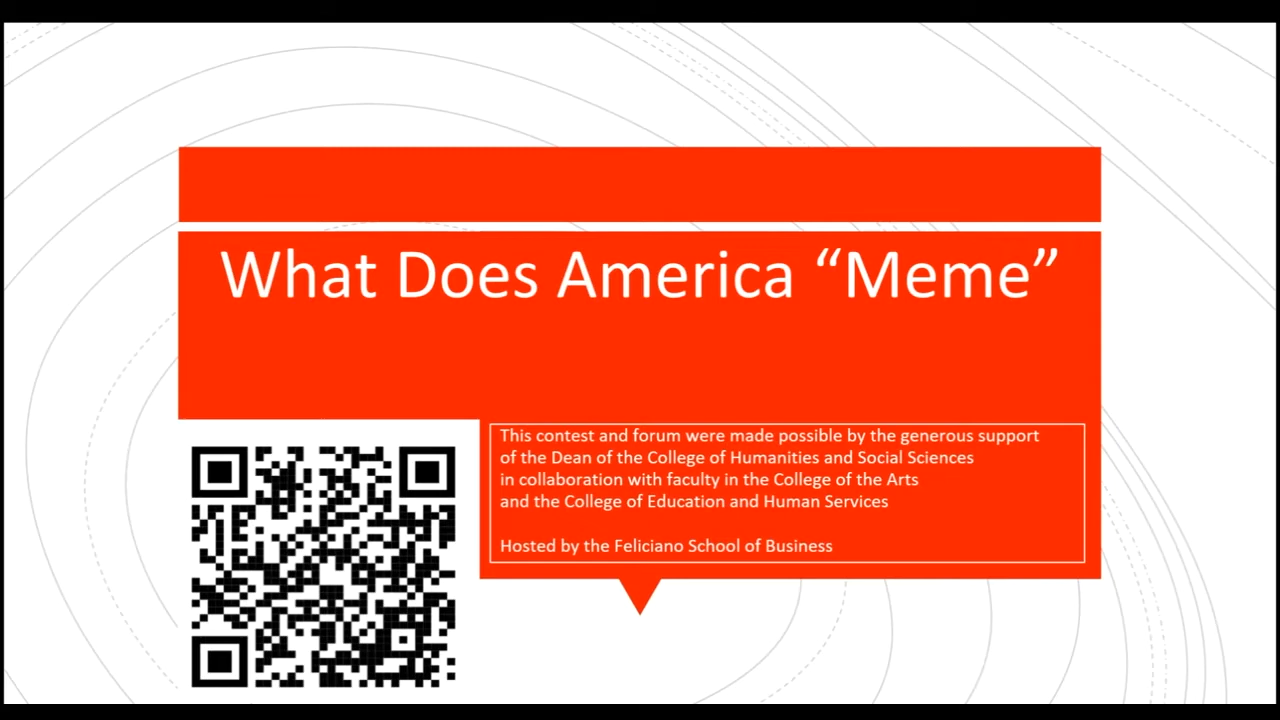 What Does America “Meme”
This contest and forum were made possible by the generous support
of the Dean of the College of Humanities and Social Sciences
in collaboration with faculty in the College of the Arts
and the College of Education and Human Services
Hosted by the Feliciano School of Business